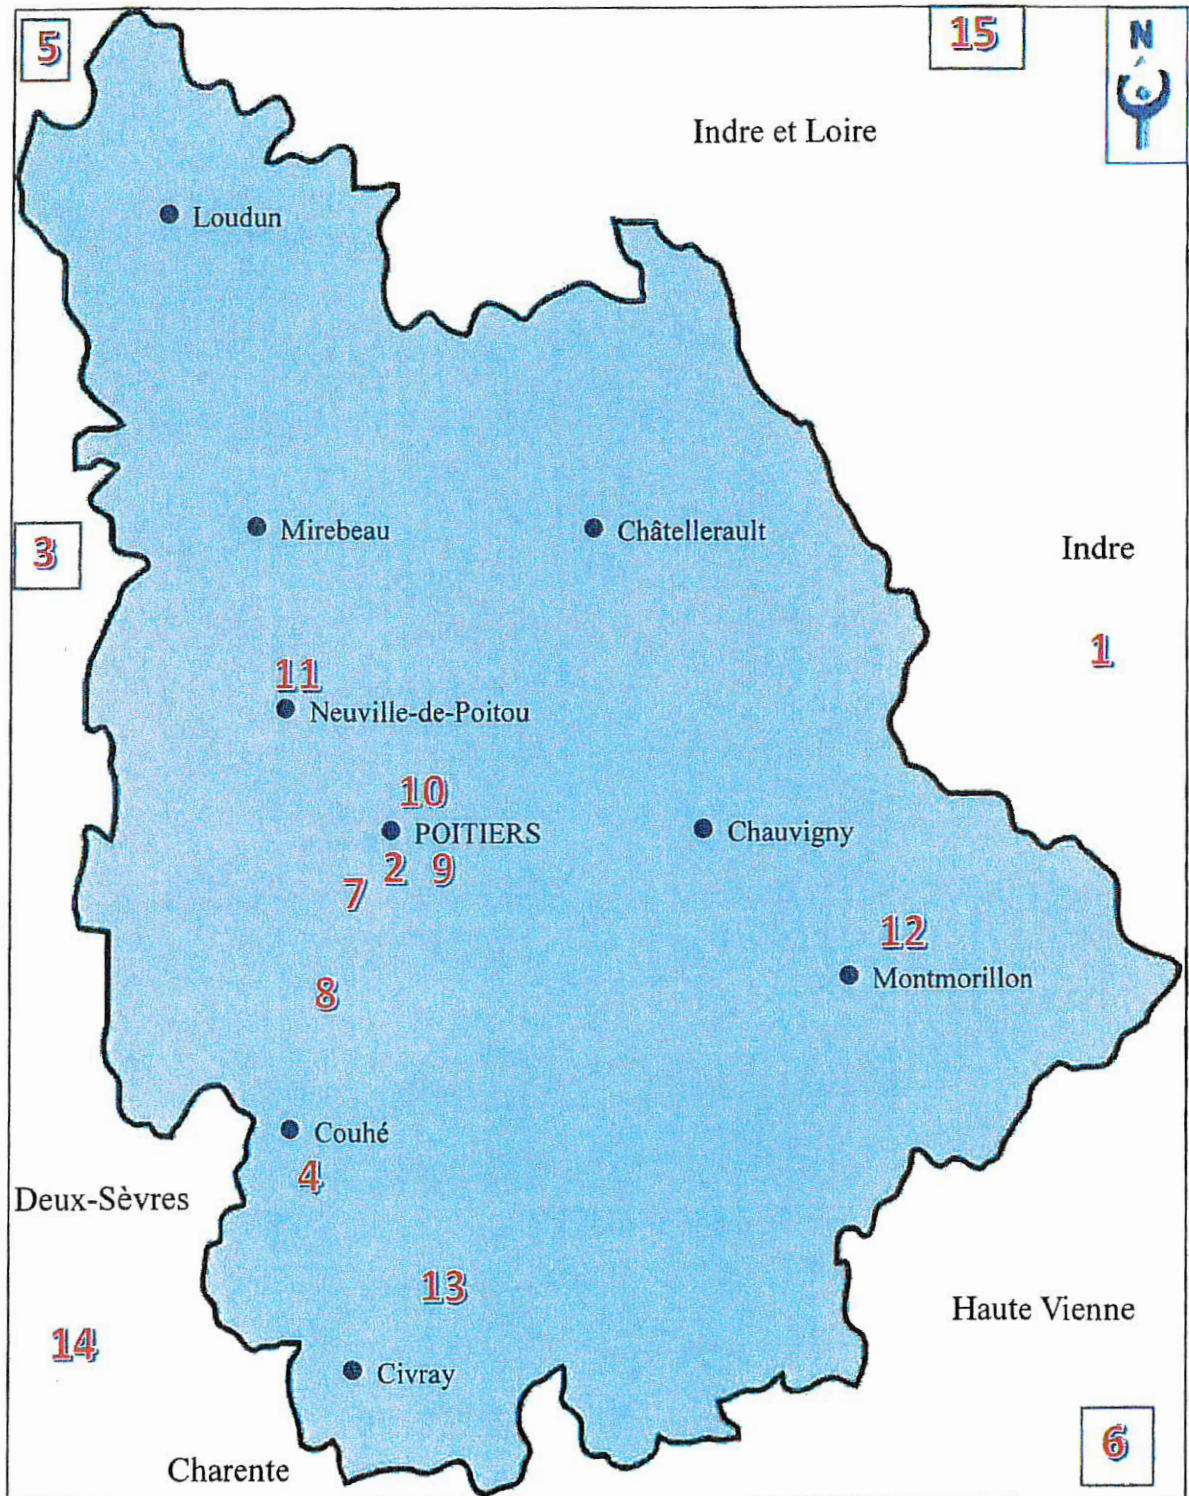 5
15
N
Indre et Loire
Loudun
Mirebeau
Châtellerault
3
Indre
1
11
Neuville-de-Poitou
10
POITIERS
Chauvigny
2
9
7
12
Montmorillon
8
Couhé
4
Deux-Sèvres
13
Haute Vienne
14
Civray
6
Charente